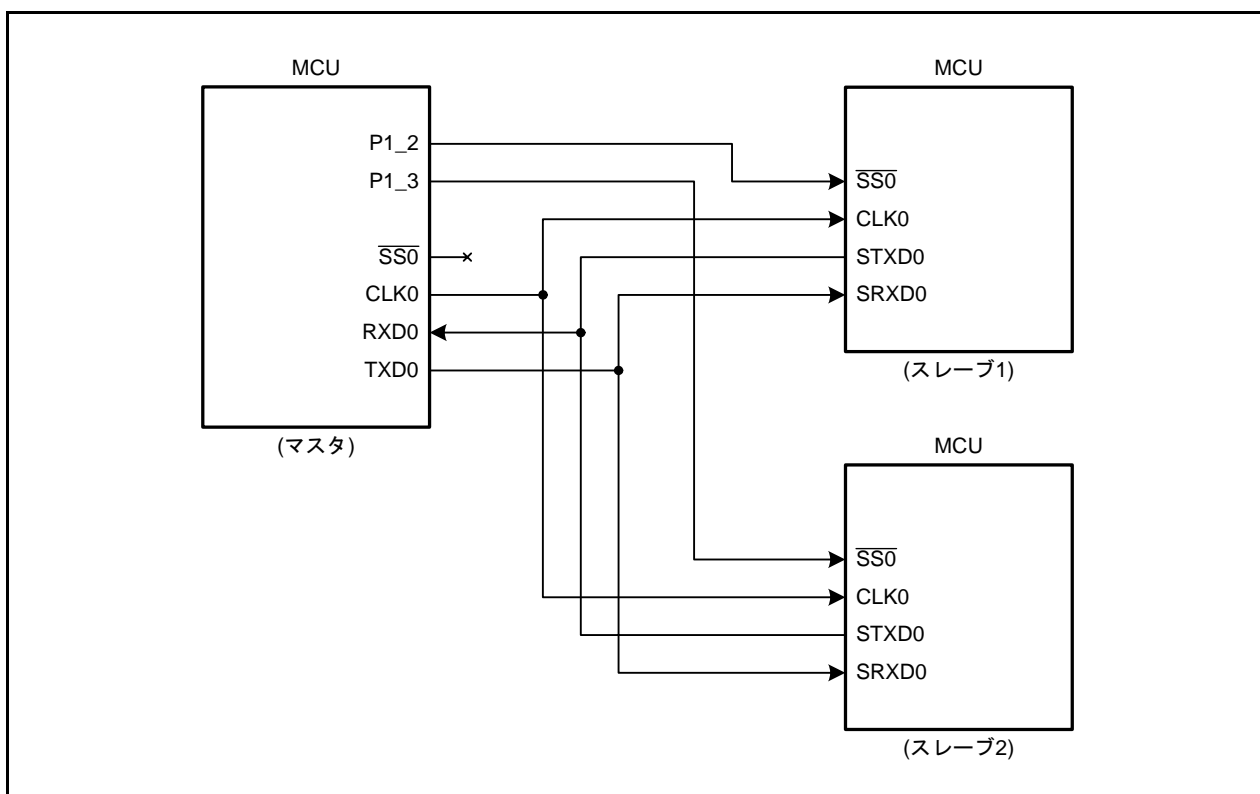 MCU
P1_2
P1_3
SS0
CLK0
RXD0
TXD0
(マスタ)
MCU
SS0
CLK0
STXD0
SRXD0
(スレーブ1)
MCU
SS0
CLK0
STXD0
SRXD0
(スレーブ2)